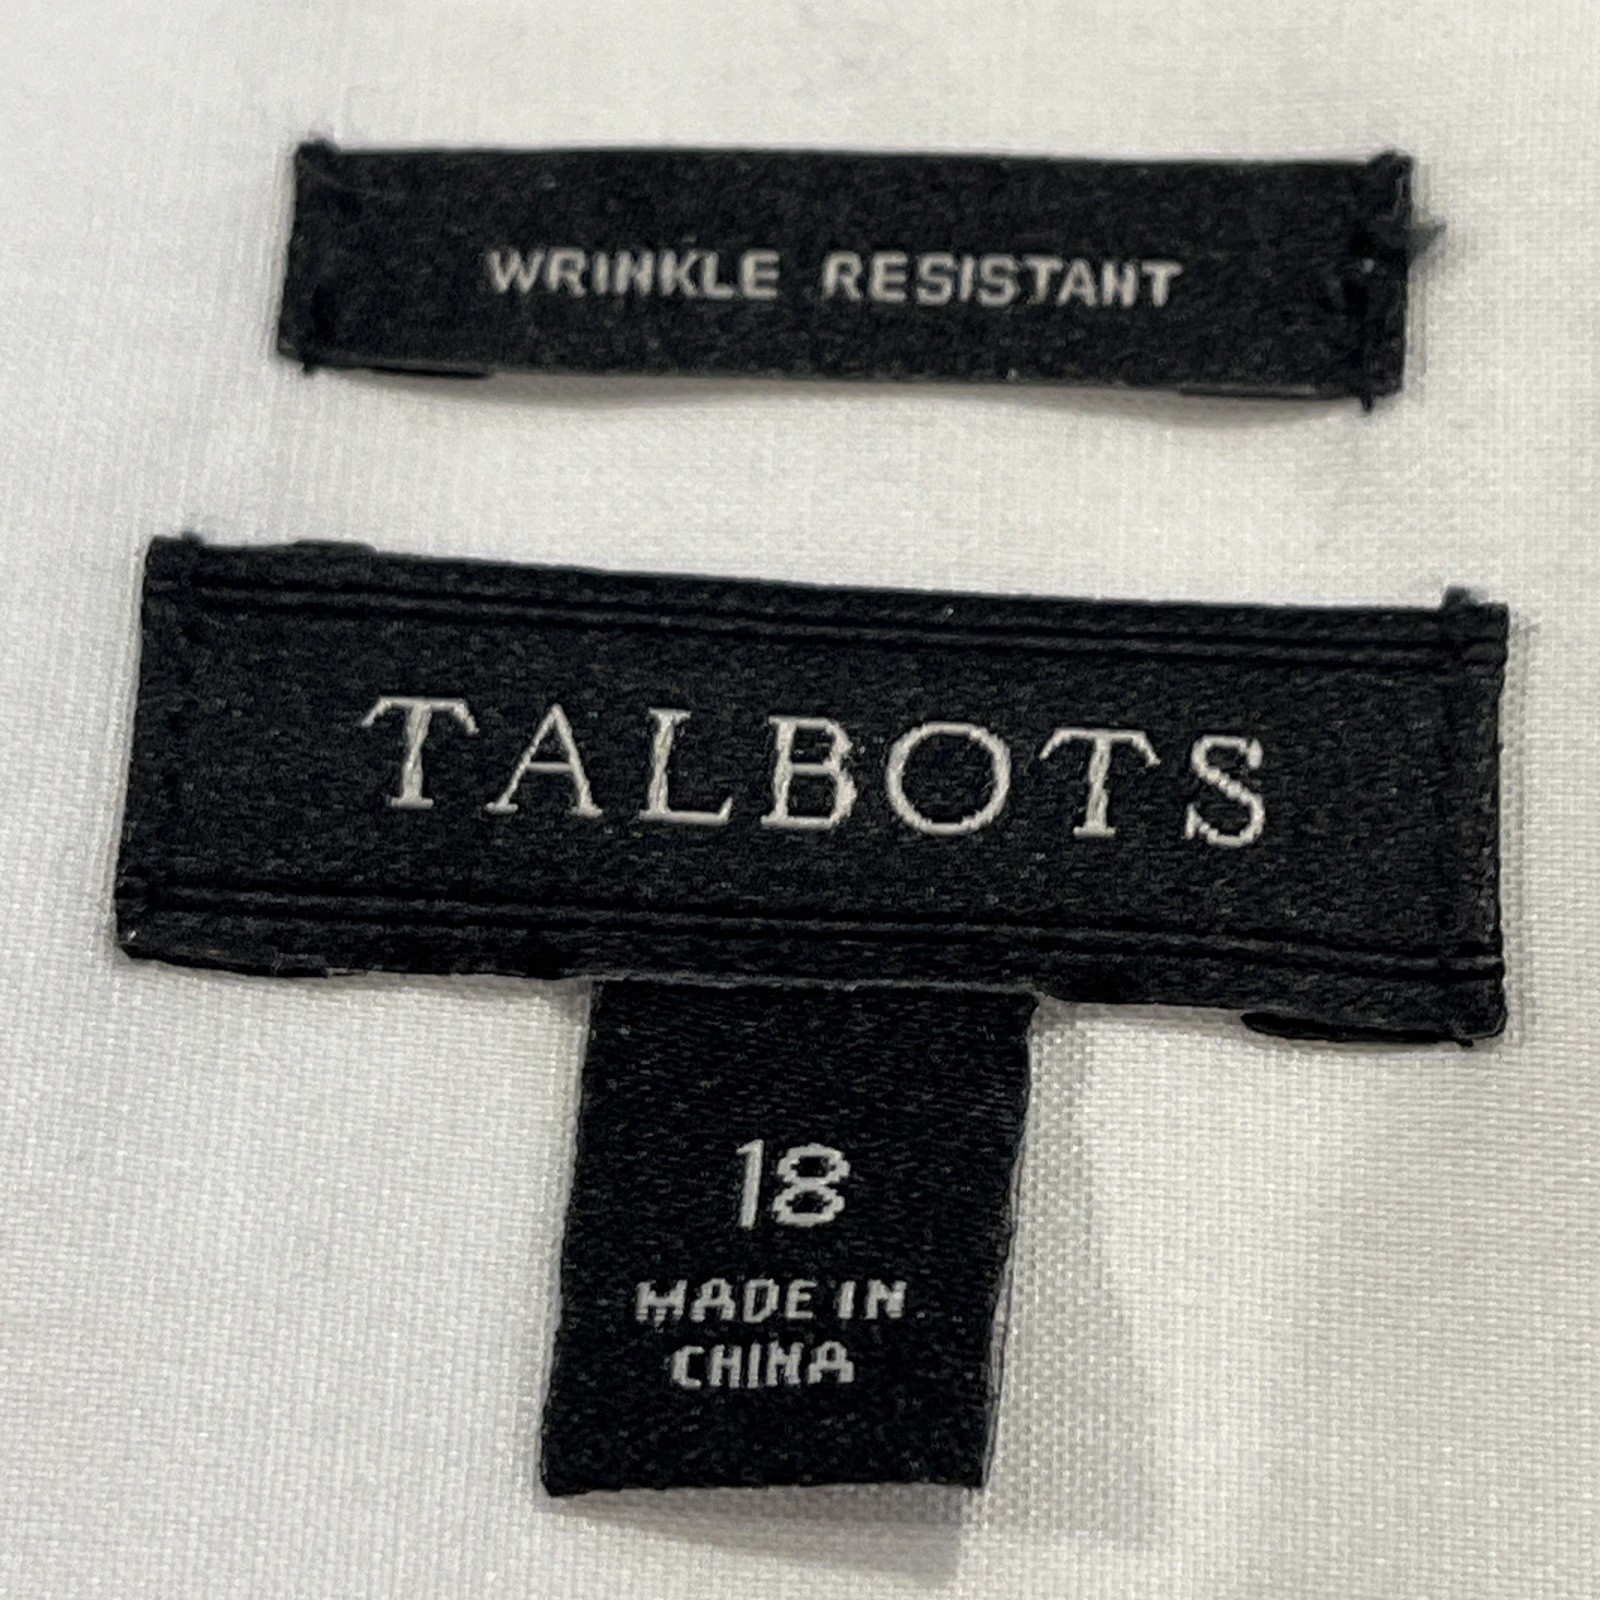 WRINKLE RESISTANT
TALBOTS
18
MADE IN
CHINA